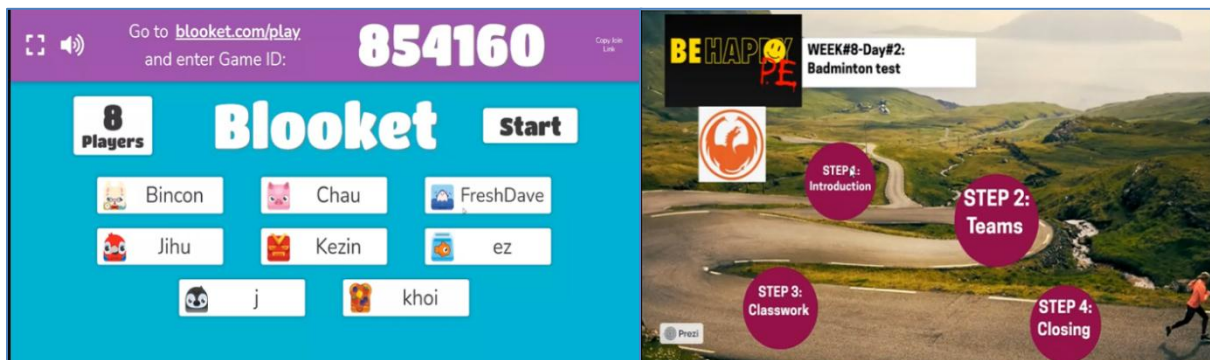 Go to blooket.com/play
and enter Game ID:
854160
Copy Join
Link
8
Players
Blooket
Start
Bincon
Chau
FreshDave
Jihu
Kezin
ez
j
khoi
BE HAPPY
P.E
WEEK#8-Day#2:
Badminton test
STEP 1:
Introduction
STEP 2:
Teams
STEP 3:
Classwork
STEP 4:
Closing
Prezi